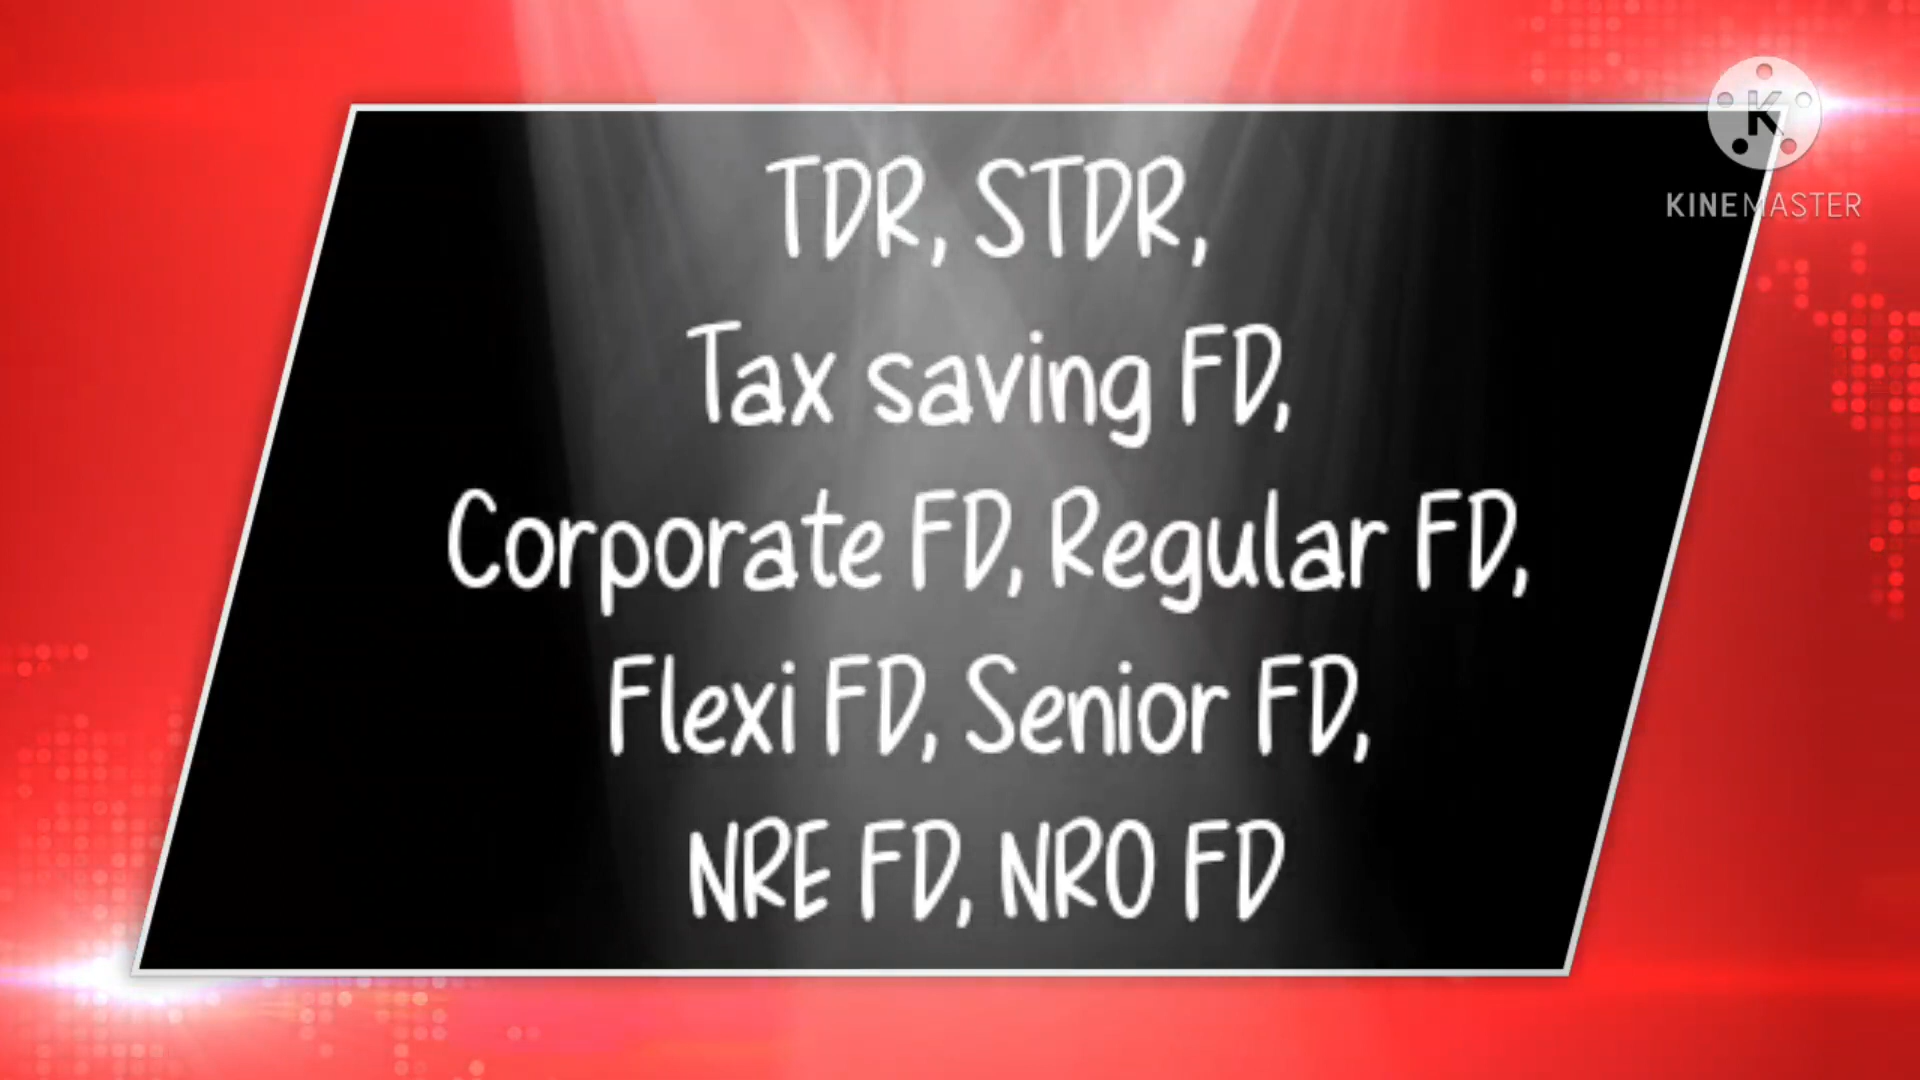 TDR, STDR,
Tax saving FD,
Corporate FD, Regular FD,
Flexi FD, Senior FD,
NRE FD, NRO FD
K
KINEMASTER